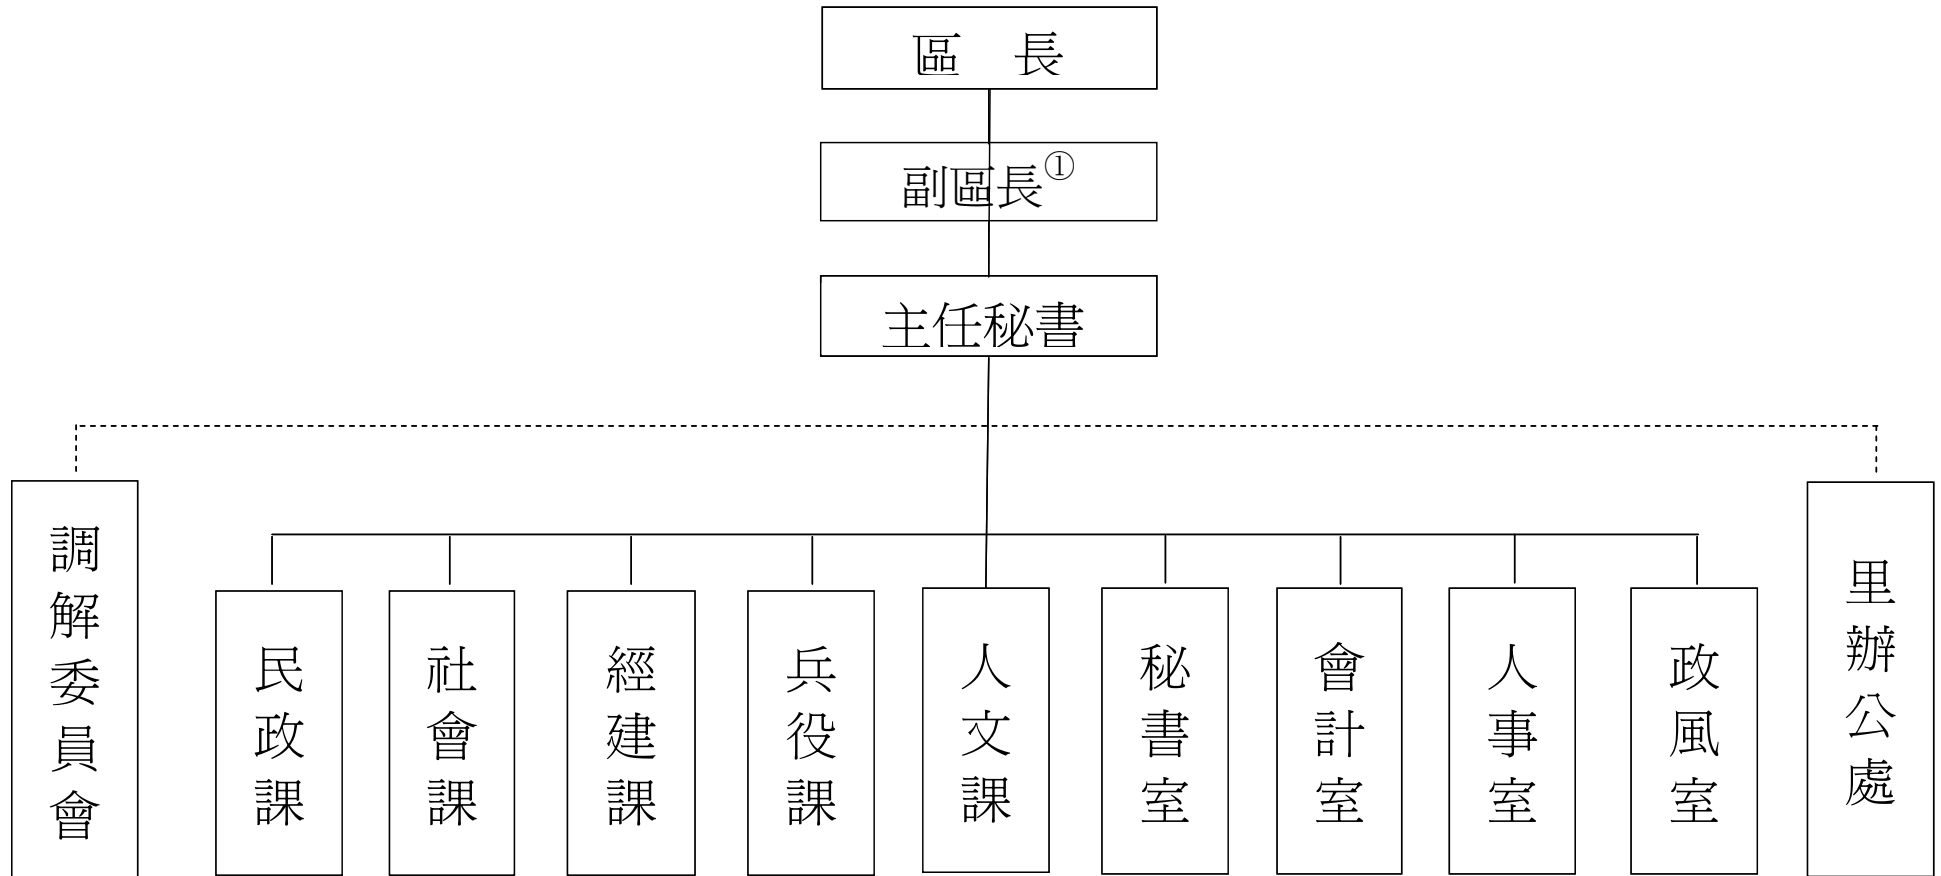 區 長
副區長①
主任秘書
調解委員會
民政課
社會課
經建課
兵役課
人文課
秘書室
會計室
人事室
政風室
里辦公處